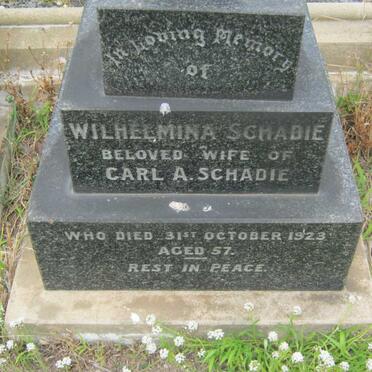 In Loving Memory
of
WILHELMINA SCHADIE
BELOVED WIFE OF
CARL A. SCHADIE
WHO DIED 31ST OCTOBER 1923
AGED 57.
REST IN PEACE.